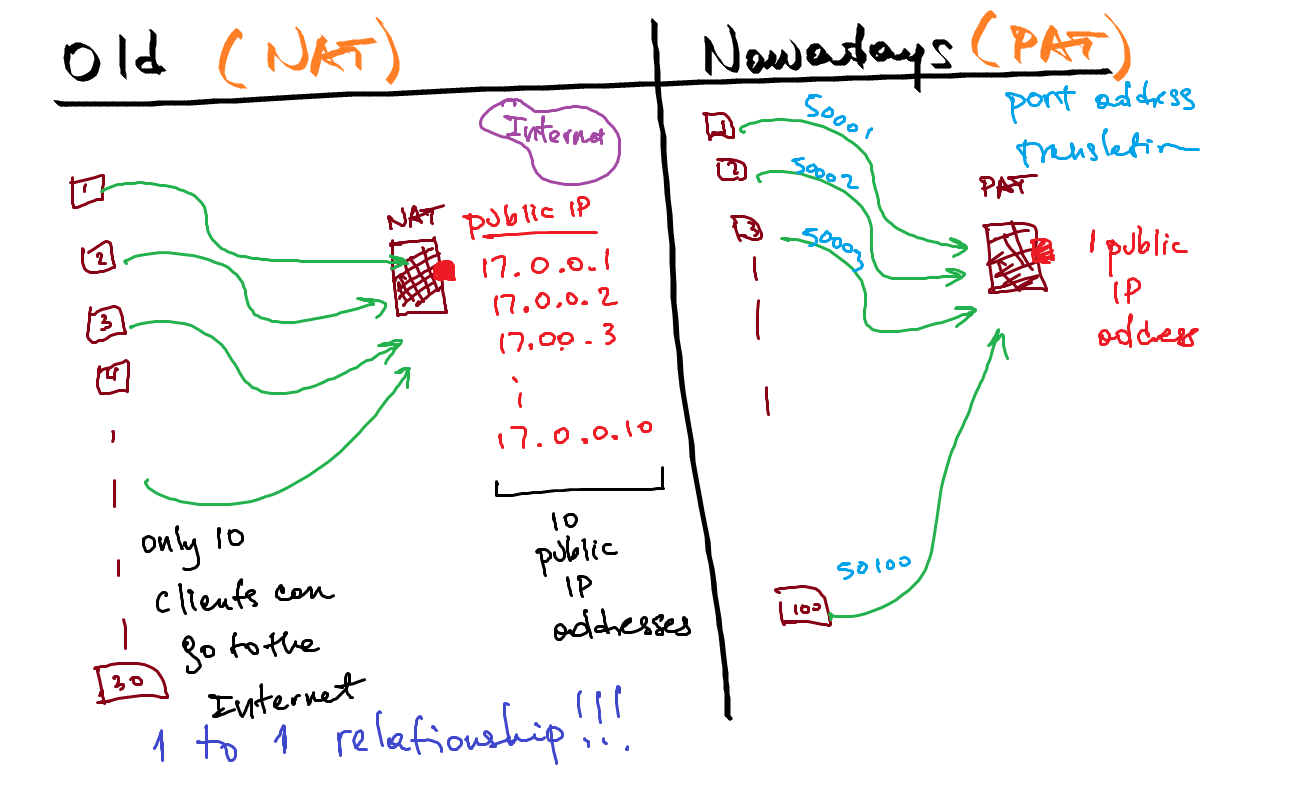 Old (NAT)
Internet
1
2
3
4
30
NAT
public IP
17.0.0.1
17.0.0.2
17.00.3
17.0.0.10
10
public
IP
addresses
only 10
clients can
go to the
Internet
1 to 1 relationship!!!
Nowadays (PAT)
port address
translation
1
2
3
100
50001
50002
50003
50100
PAT
1 public
IP
address